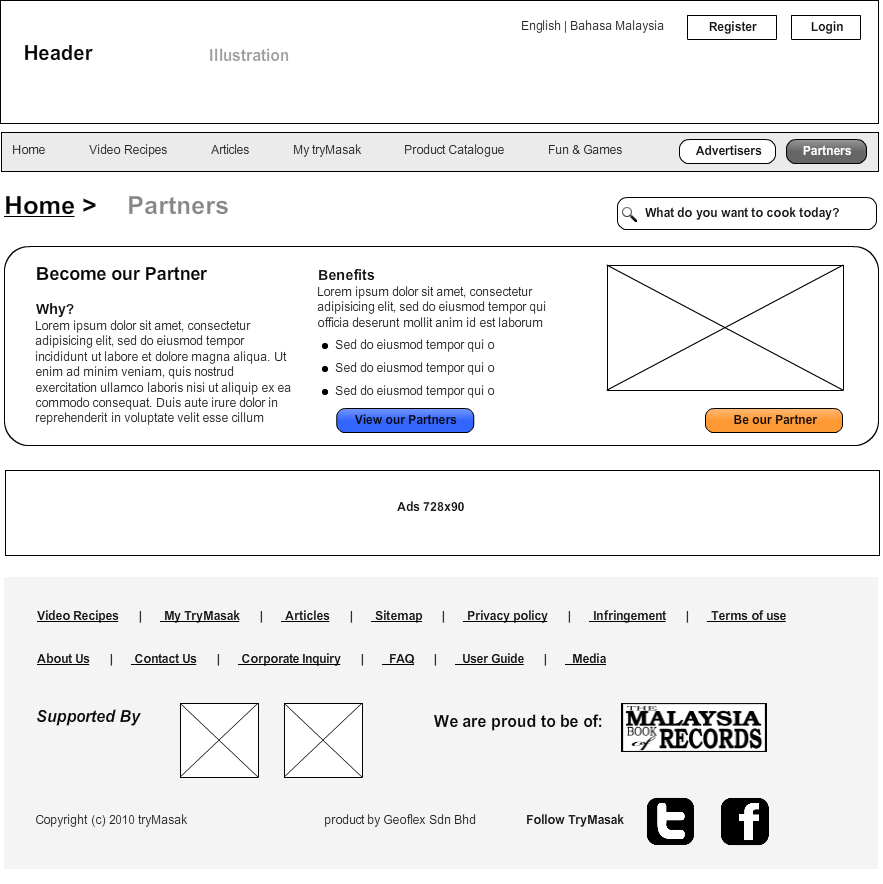 English | Bahasa Malaysia
Register
Login
Header
Illustration
Home
Video Recipes
Articles
My tryMasak
Product Catalogue
Fun & Games
Advertisers
Partners
Home > Partners
What do you want to cook today?
Become our Partner
Why?
Lorem ipsum dolor sit amet, consectetur
adipisicing elit, sed do eiusmod tempor
incididunt ut labore et dolore magna aliqua. Ut
enim ad minim veniam, quis nostrud
exercitation ullamco laboris nisi ut aliquip ex ea
commodo consequat. Duis aute irure dolor in
reprehenderit in voluptate velit esse cillum
Benefits
Lorem ipsum dolor sit amet, consectetur
adipisicing elit, sed do eiusmod tempor qui
officia deserunt mollit anim id est laborum
Sed do eiusmod tempor qui o
Sed do eiusmod tempor qui o
Sed do eiusmod tempor qui o
View our Partners
Be our Partner
Ads 728x90
Video Recipes | My TryMasak | Articles | Sitemap | Privacy policy | Infringement | Terms of use
About Us | Contact Us | Corporate Inquiry | FAQ | User Guide | Media
Supported By
We are proud to be of:
THE
MALAYSIA
BOOK
of RECORDS
Copyright (c) 2010 tryMasak
product by Geoflex Sdn Bhd
Follow TryMasak
t
f